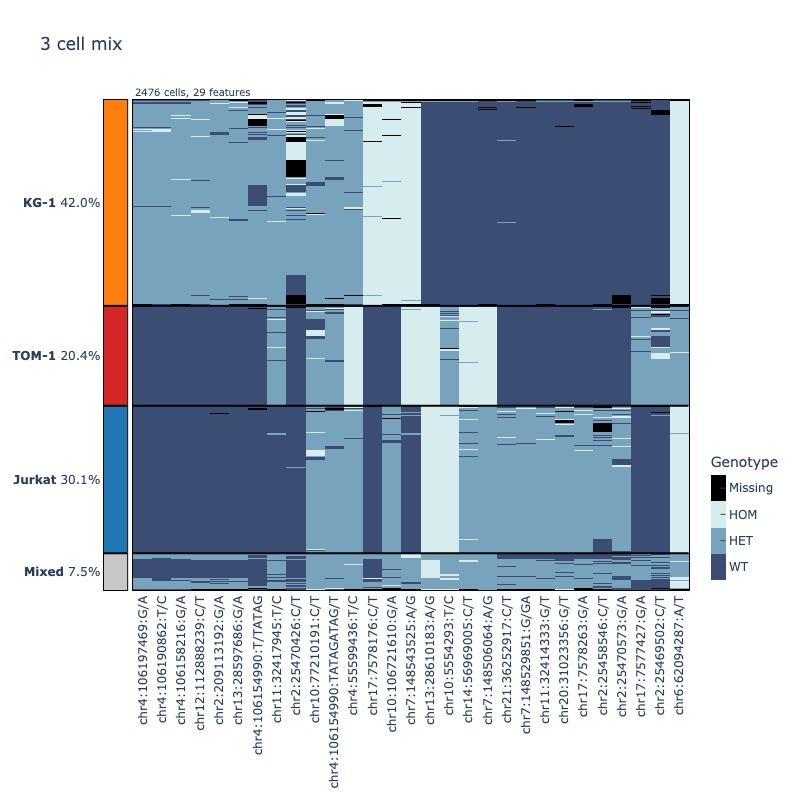 3 cell mix
2476 cells, 29 features
KG-1 42.0%
TOM-1 20.4%
Jurkat 30.1%
Mixed 7.5%
Genotype
Missing
HOM
HET
WT
chr4:106197469:G/A
chr4:106190862:T/C
chr4:106158216:G/A
chr12:112888239:C/T
chr2:209113192:G/A
chr13:28597686:G/A
chr4:106154990:T/TATAG
chr11:32417945:T/C
chr2:25470426:C/T
chr10:77210191:C/T
chr4:106154990:TATAGATAG/T
chr4:55599436:T/C
chr17:7578176:C/T
chr10:106721610:G/A
chr7:148543525:A/G
chr13:28610183:A/G
chr10:5554293:T/C
chr14:56969005:C/T
chr7:148506064:A/G
chr21:36252917:C/T
chr7:148529851:G/GA
chr11:32414333:G/T
chr20:31023356:G/T
chr17:7578263:G/A
chr2:25458546:C/T
chr2:25470573:G/A
chr17:7577427:G/A
chr2:25469502:C/T
chr6:62094287:A/T